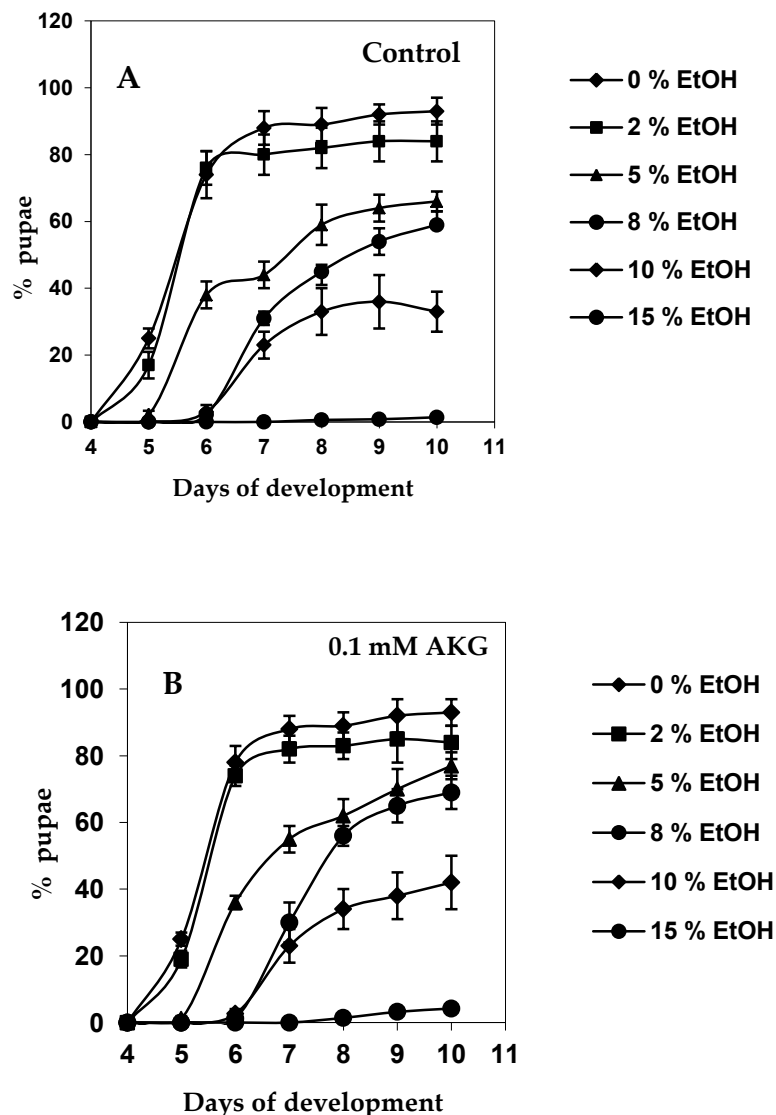 A
Control
120
100
80
60
40
20
0
% pupae
4 5 6 7 8 9 10 11
Days of development
0 % EtOH
2 % EtOH
5 % EtOH
8 % EtOH
10 % EtOH
15 % EtOH
B
0.1 mM AKG
120
100
80
60
40
20
0
% pupae
4 5 6 7 8 9 10 11
Days of development
0 % EtOH
2 % EtOH
5 % EtOH
8 % EtOH
10 % EtOH
15 % EtOH